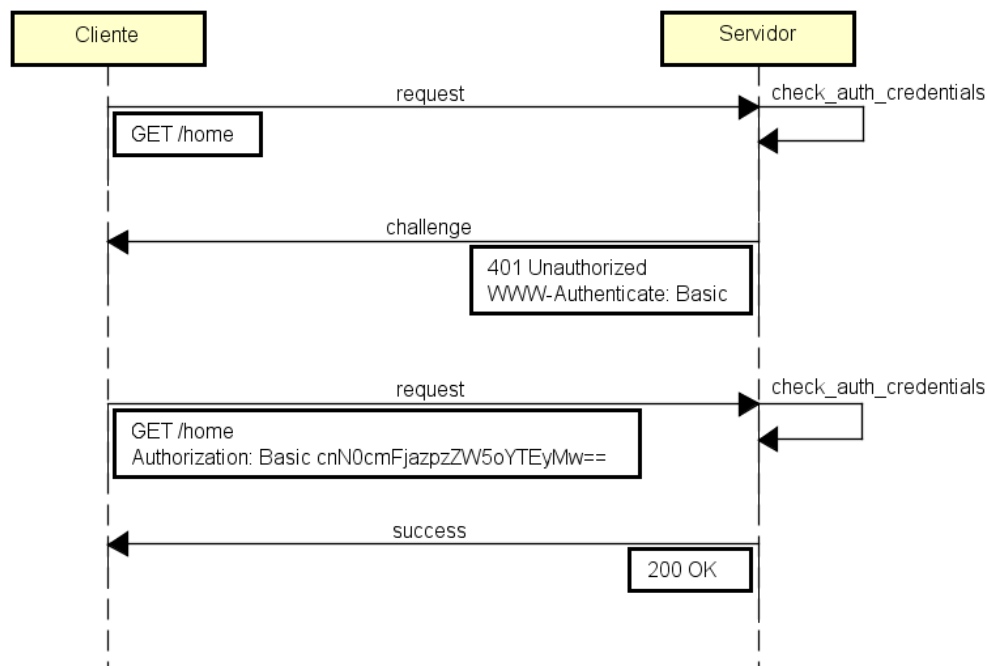 Cliente
Servidor
request
check_auth_credentials
GET /home
challenge
401 Unauthorized
WWW-Authenticate: Basic
request
check_auth_credentials
GET /home
Authorization: Basic cnN0cmFjazpzZW5oYTEyMw==
success
200 OK